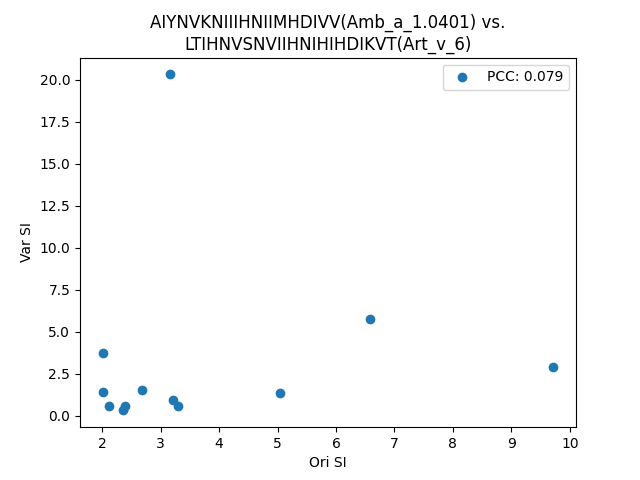 AIYNVKNIIIHNIIMHDIVV(Amb_a_1.0401) vs.
LTIHNVSNVIIHNIHIHDIKVT(Art_v_6)
PCC: 0.079
20.0
17.5
15.0
12.5
10.0
7.5
5.0
2.5
0.0
Var SI
2 3 4 5 6 7 8 9 10
Ori SI